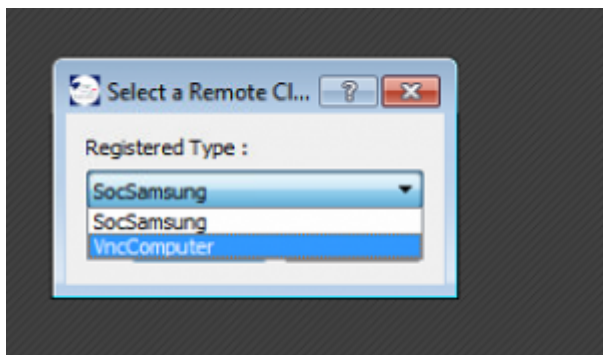 Select a Remote Cl...
Registered Type :
SocSamsung
SocSamsung
VncComputer